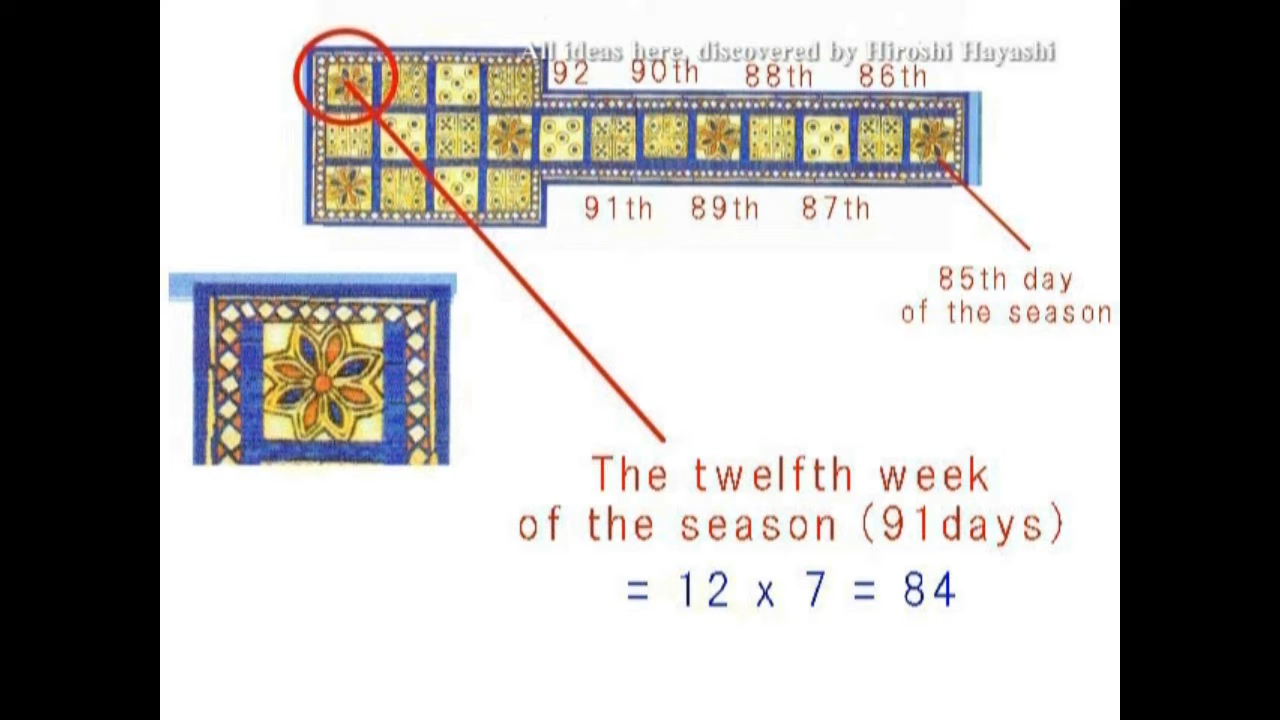 All ideas here, discovered by Hiroshi Hayashi
92 90th 88th 86th
91th 89th 87th
85th day
of the season
The twelfth week
of the season (91days)
= 12 x 7 = 84